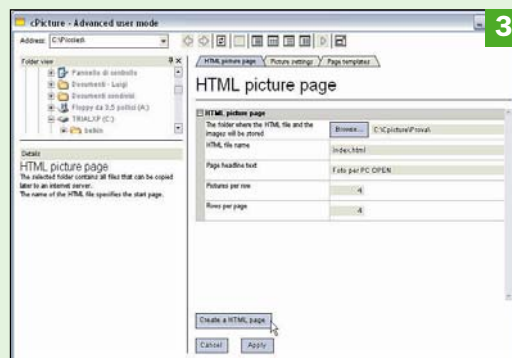 cPicture - Advanced user mode
3
Address:
Folder view
Pannello di controllo
Documenti - Luigi
Documenti condivisi
Floppy da 3,5 pollici (A:)
TRIALXP (C:)
belkin
Details
HTML picture page
The selected folder contains all files that can be copied
later to an internet server.
The name of the HTML file specifies the start page.
HTML picture page
Picture settings
Page templates
HTML picture page
HTML picture page
The folder where the HTML file and the
images will be stored
Browse...
C:\Cpicture\Prova\
HTML file name
index.html
Page headline text
Foto per PC OPEN
Pictures per row
4
Rows per page
4
Create a HTML page
Cancel
Apply